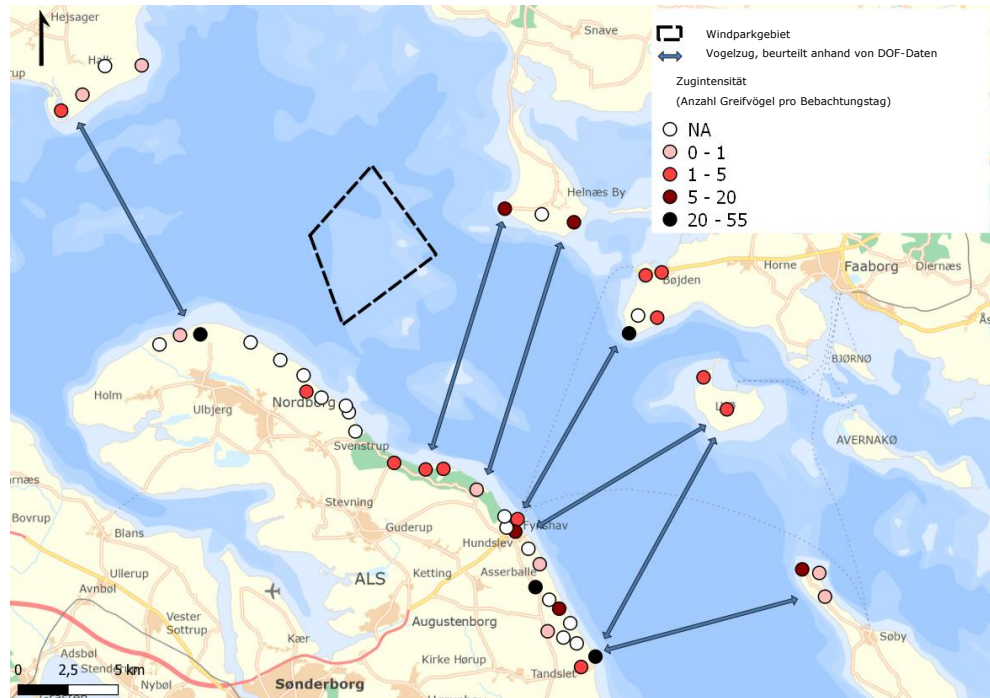 Hejsager
Halk
rup
Snave
Windparkgebiet
Vogelzug, beurteilt anhand von DOF-Daten
Zugintensität
(Anzahl Greifvögel pro Bebachtungstag)
NA
0 - 1
1 - 5
5 - 20
20 - 55
Helnæs By
Bøjden
Horne
Faaborg
Diernæs
BJØRNØ
AVERNAKØ
Holm
Ulbjerg
Nordborg
Svenstrup
Stevning
Guderup
Fynshav
Hundslev
Asserballe
Ketting
ALS
Augustenborg
Blans
Bovrup
Ullerup
Avnbøl
Vester
Sottrup
Kær
Adsbøl
Nybøl
Sønderborg
Kirke Hørup
Tandslet
Søby
0 2,5 5 km